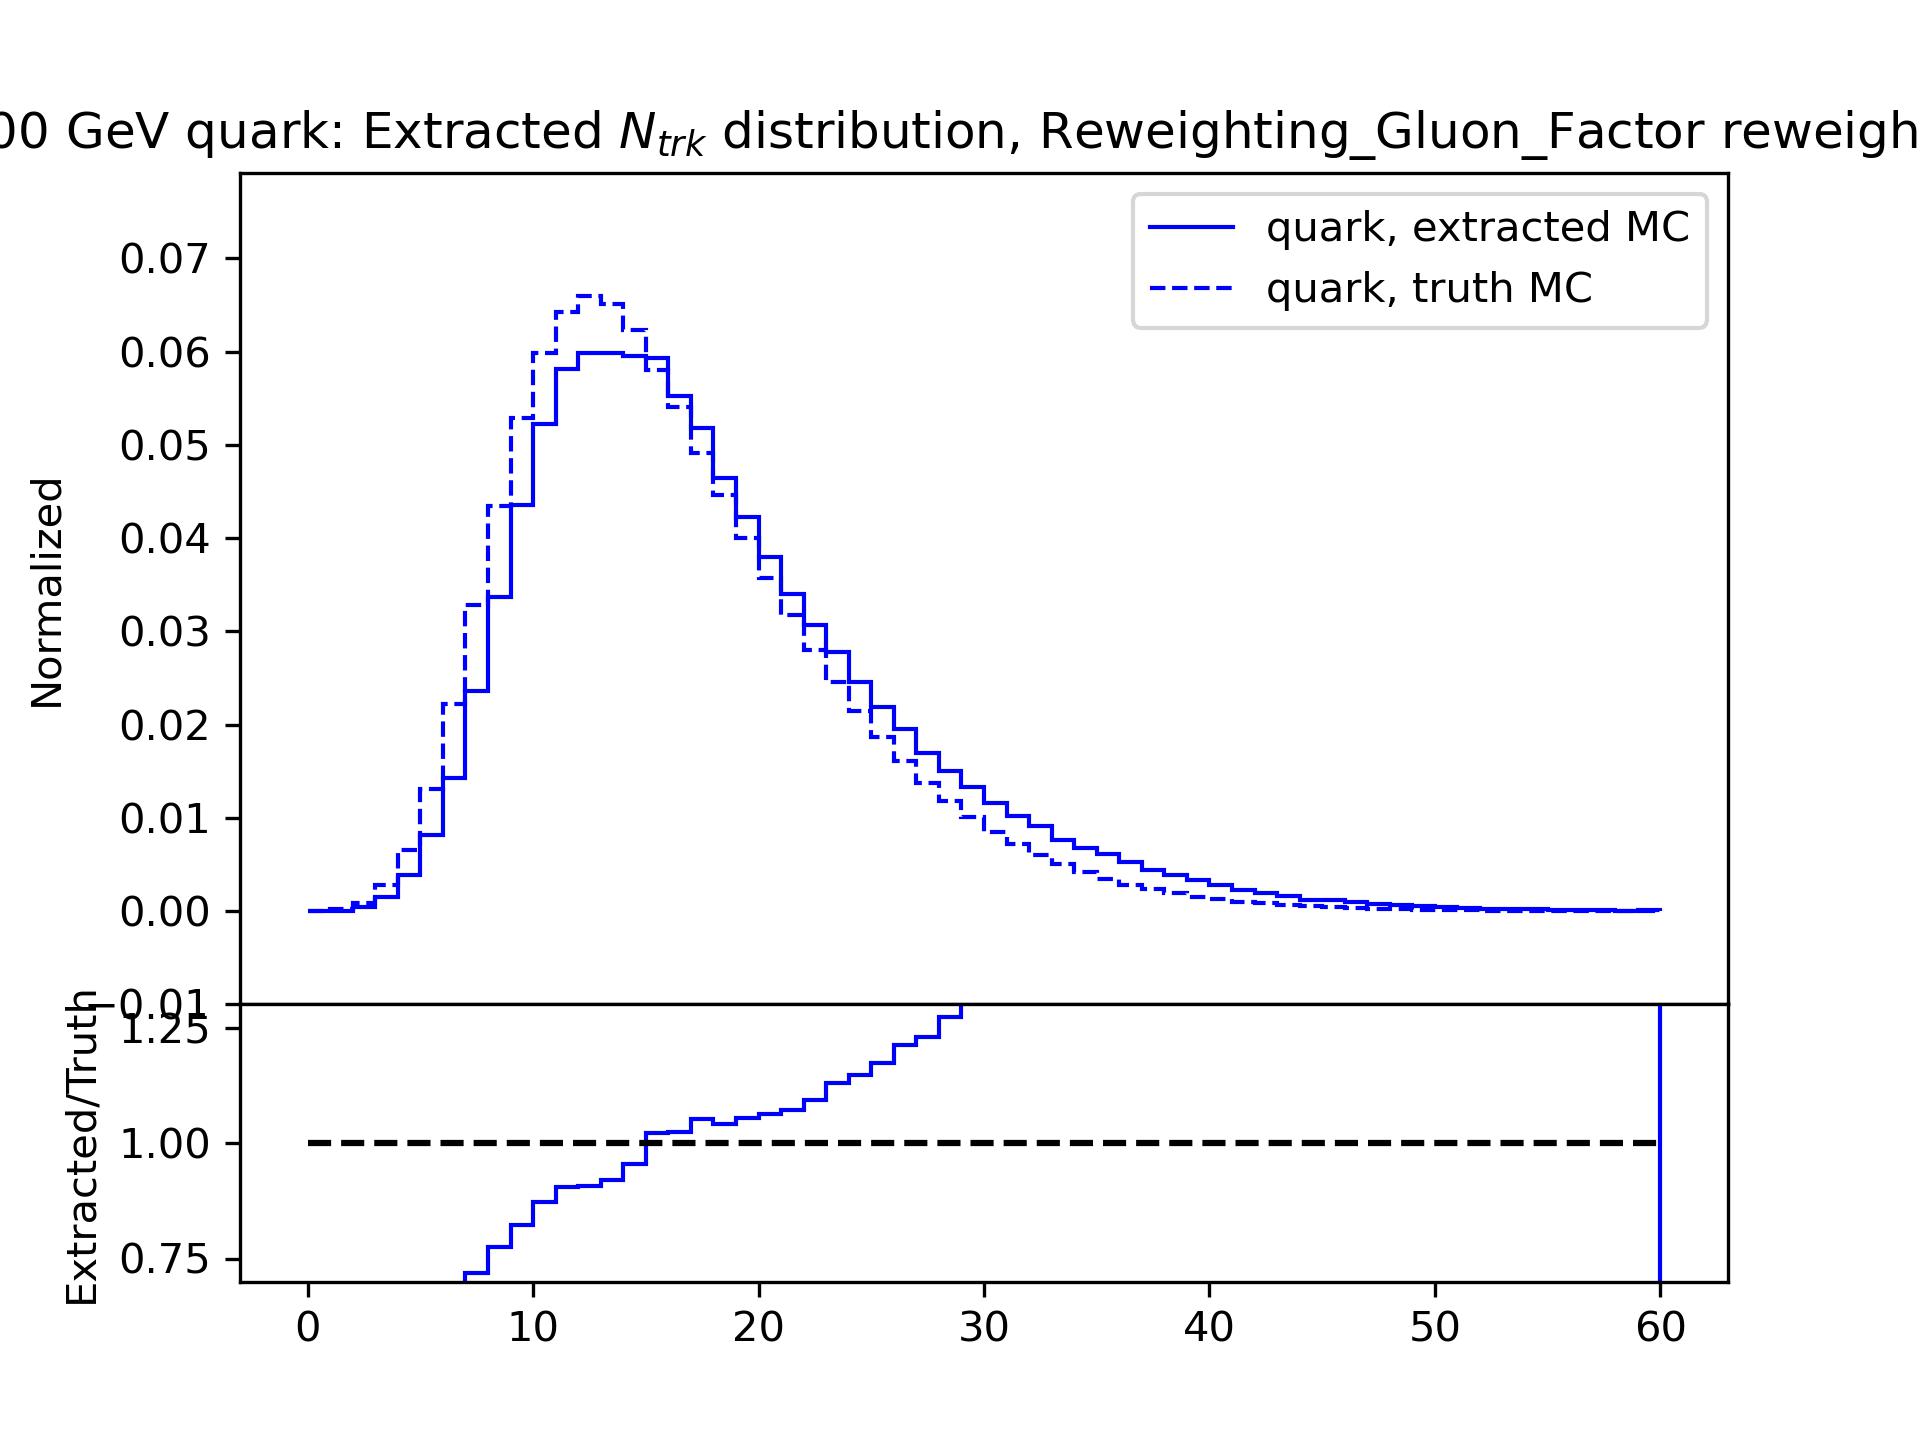 00 GeV quark: Extracted N_trk distribution, Reweighting_Gluon_Factor reweigh
quark, extracted MC
quark, truth MC
Normalized
0.07
0.06
0.05
0.04
0.03
0.02
0.01
0.00
−0.01
Extracted/Truth
1.25
1.00
0.75
0 10 20 30 40 50 60